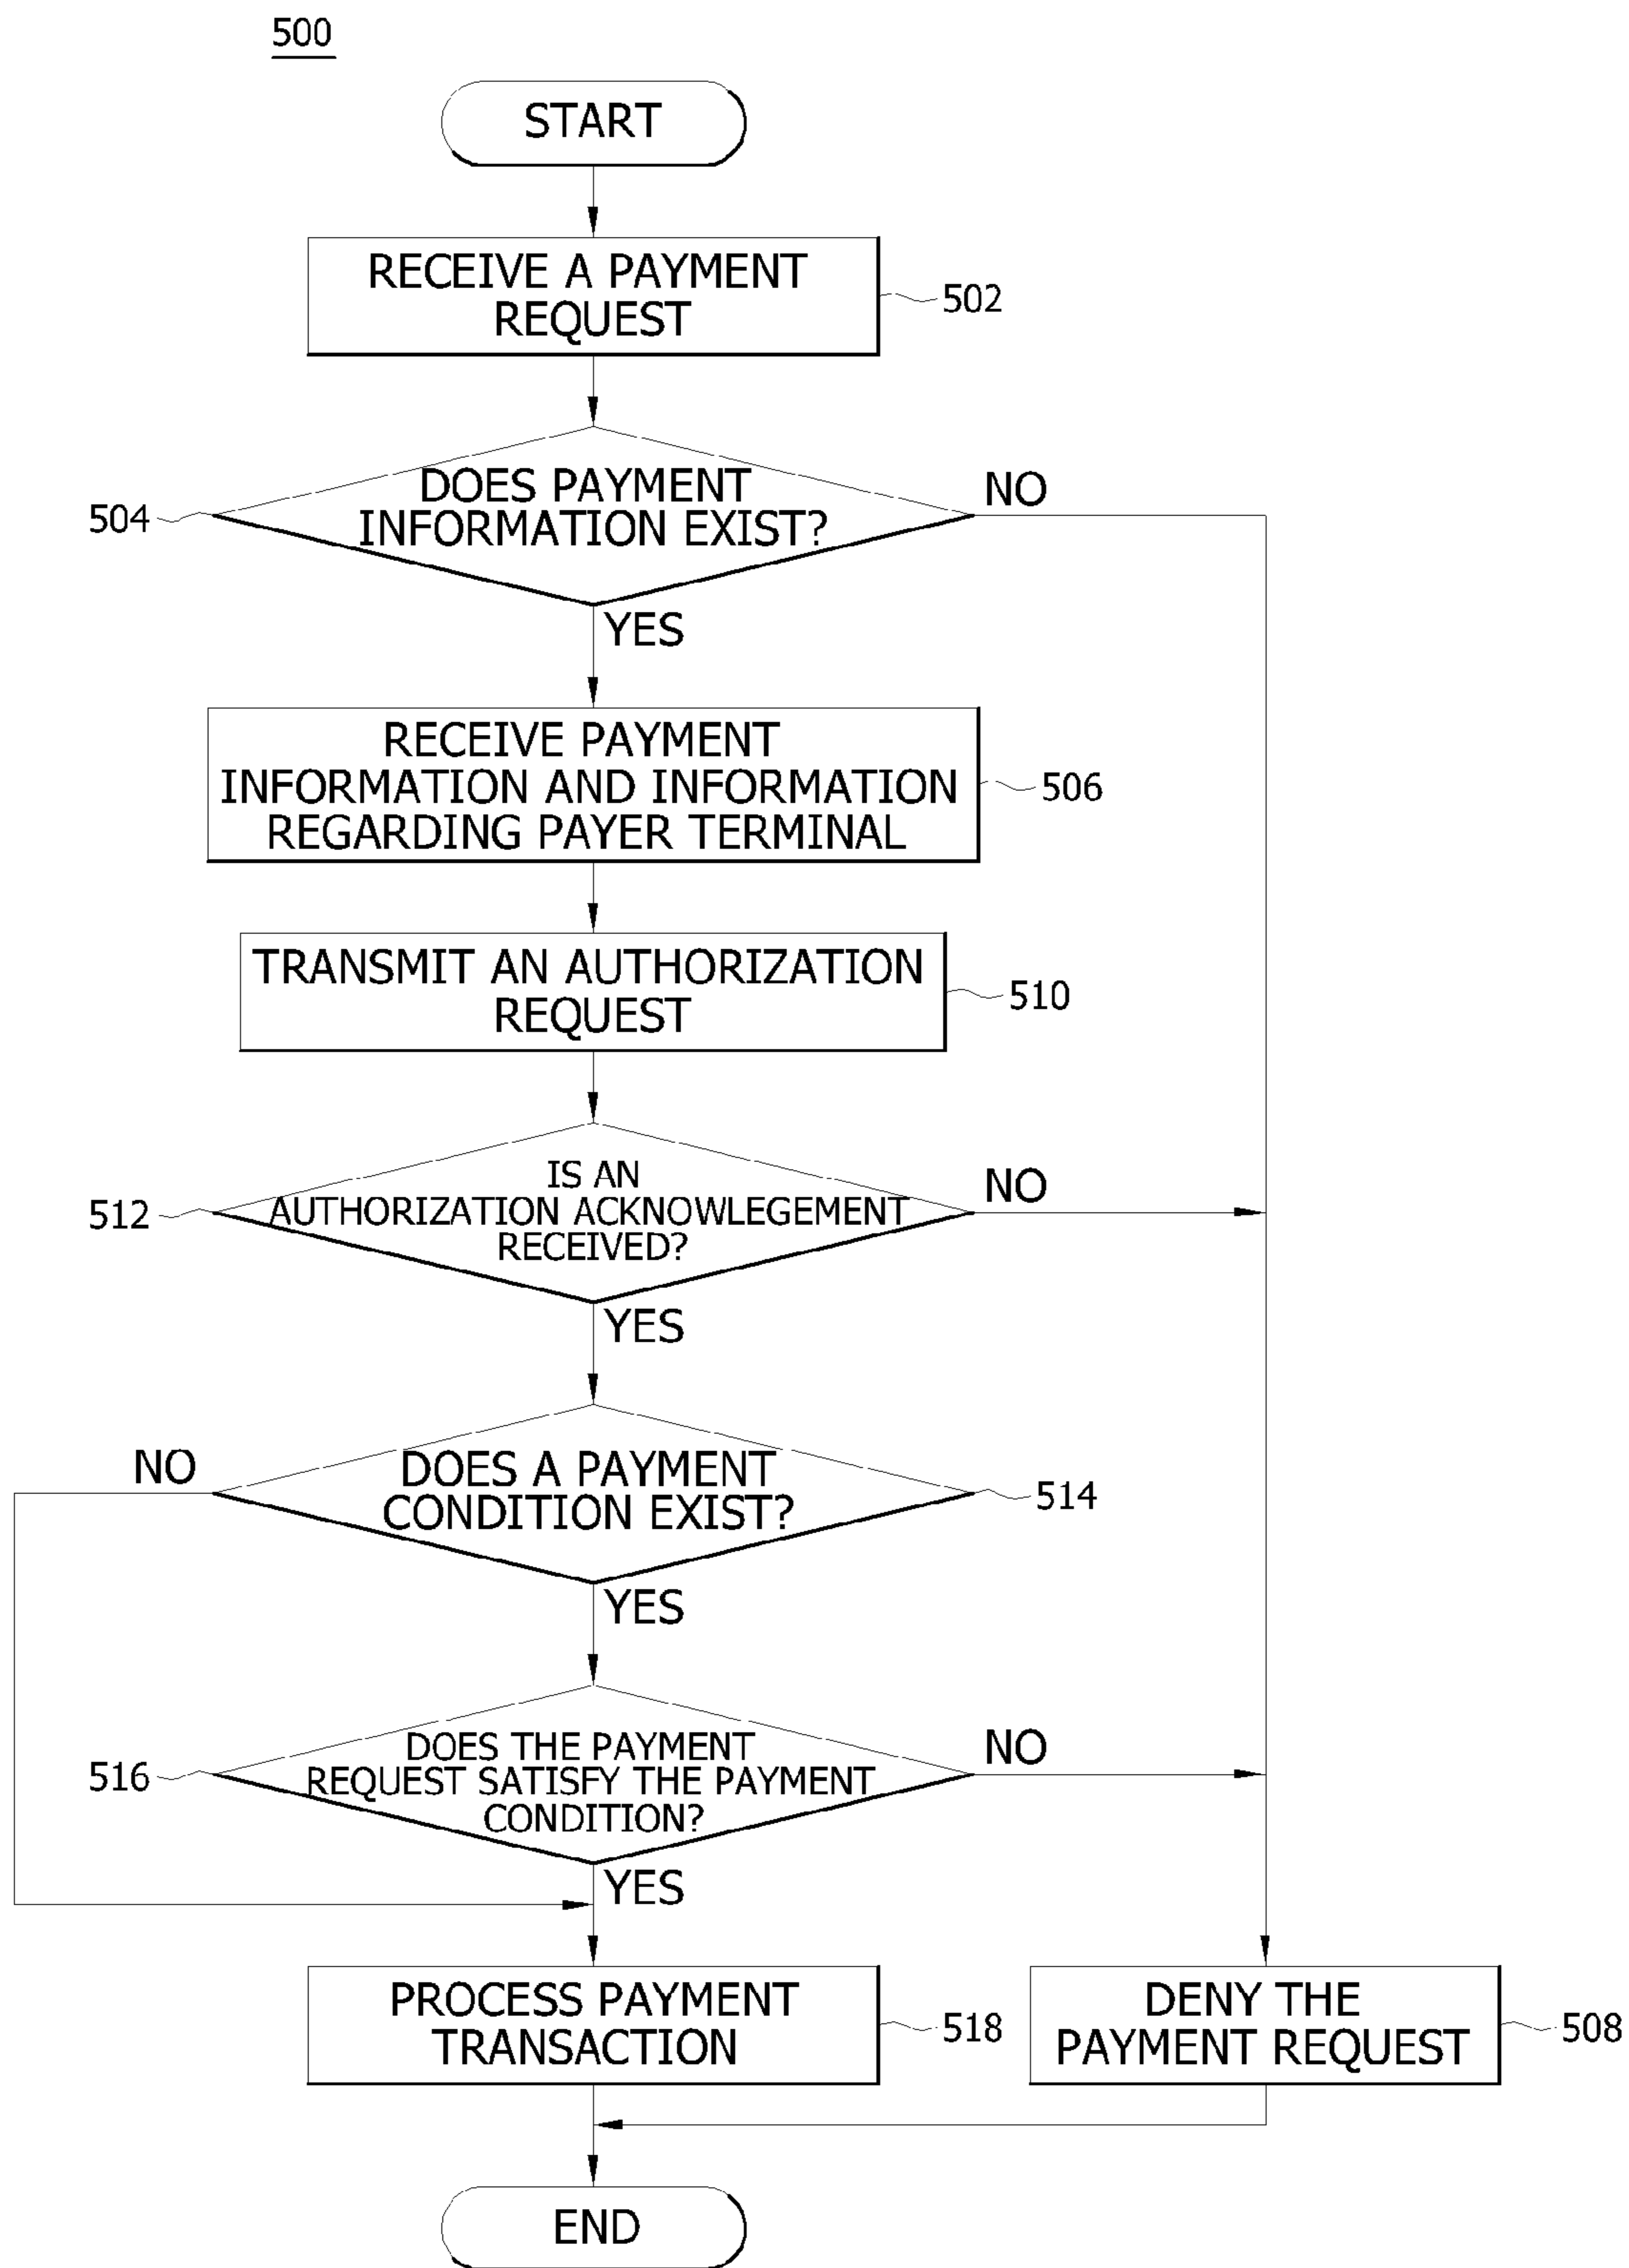 500
START
RECEIVE A PAYMENT
REQUEST
502
DOES PAYMENT
INFORMATION EXIST?
504
NO
YES
RECEIVE PAYMENT
INFORMATION AND INFORMATION
REGARDING PAYER TERMINAL
506
TRANSMIT AN AUTHORIZATION
REQUEST
510
IS AN
AUTHORIZATION ACKNOWLEGEMENT
RECEIVED?
512
NO
YES
NO
DOES A PAYMENT
CONDITION EXIST?
514
YES
DOES THE PAYMENT
REQUEST SATISFY THE PAYMENT
CONDITION?
516
NO
YES
PROCESS PAYMENT
TRANSACTION
518
DENY THE
PAYMENT REQUEST
508
END